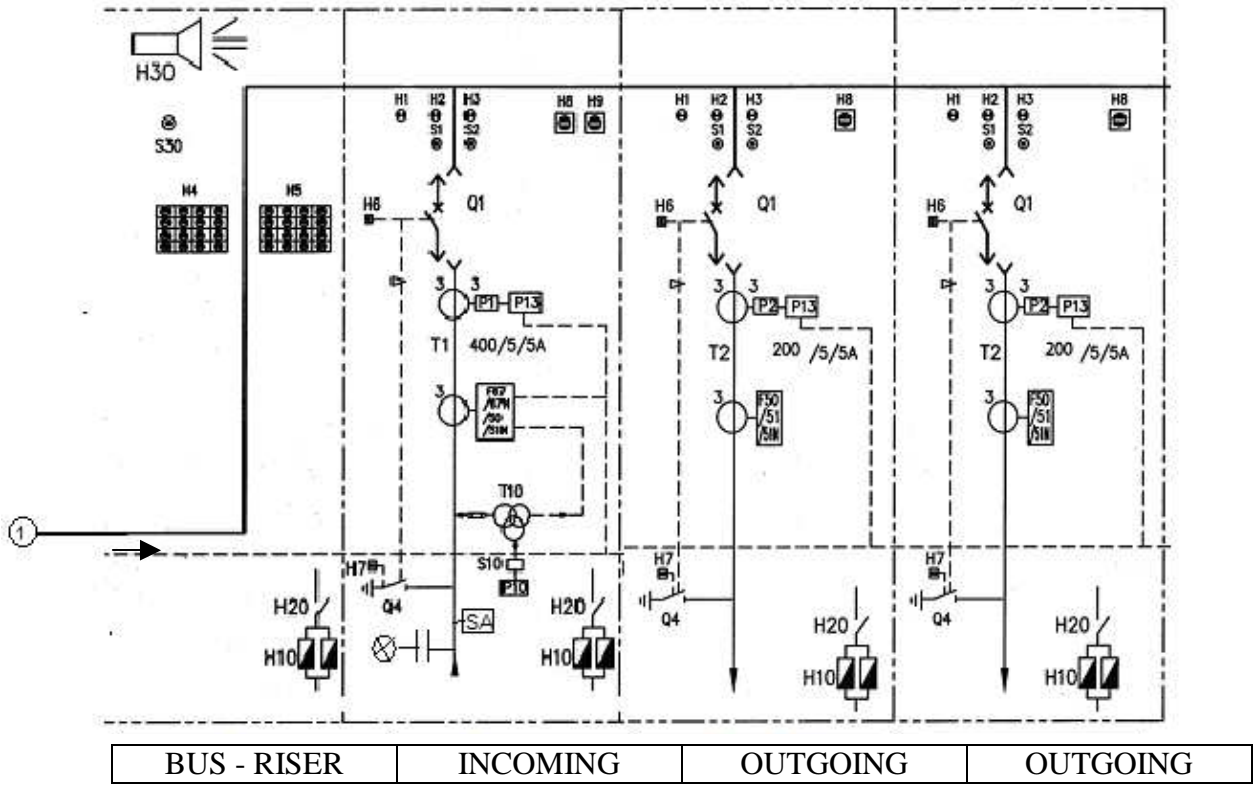 H30
S30
H4 H5
H1 H2 H3 H8 H9
S1 S2
H6 Q1
3 3 P1 P13
T1 400/5/5A
3 F67
/67N
/50
/51N
T10
S10
P10
H7
Q4
SA
H20
H10
H20
H10
1
H1 H2 H3 H8
S1 S2
H6 Q1
3 3 P2 P13
T2 200 /5/5A
3 F50
/51
/51N
H7
Q4
H20
H10
H1 H2 H3 H8
S1 S2
H6 Q1
3 3 P2 P13
T2 200 /5/5A
3 F50
/51
/51N
H7
Q4
H20
H10
BUS - RISER INCOMING OUTGOING OUTGOING